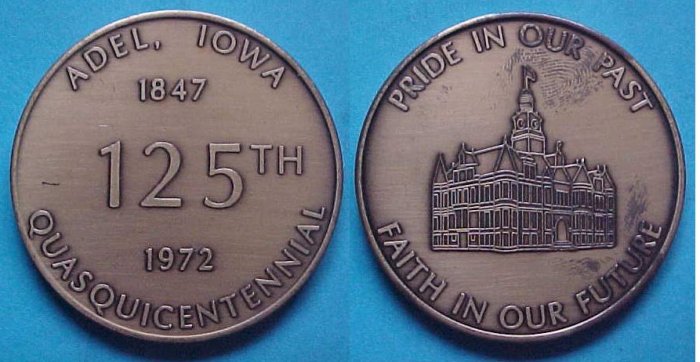 ADEL, IOWA
1847
125TH
1972
QUASQUICENTENNIAL
PRIDE IN OUR PAST
FAITH IN OUR FUTURE